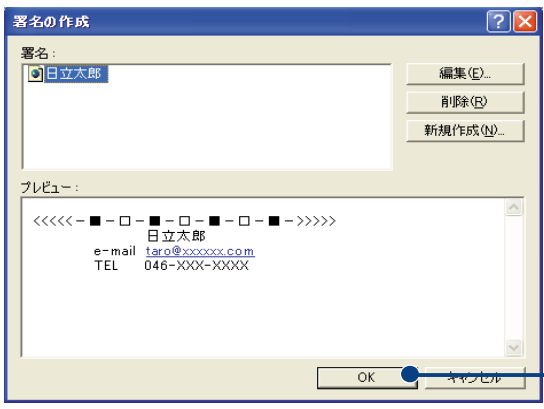 署名の作成
署名:
日立太郎
編集(E)...
削除(R)
新規作成(N)...
プレビュー:
<<<<<-■-□-■-□-■-□-■->>>>>
日立太郎
e-mail taro@xxxxxx.com
TEL 046-XXX-XXXX
OK キャンセル